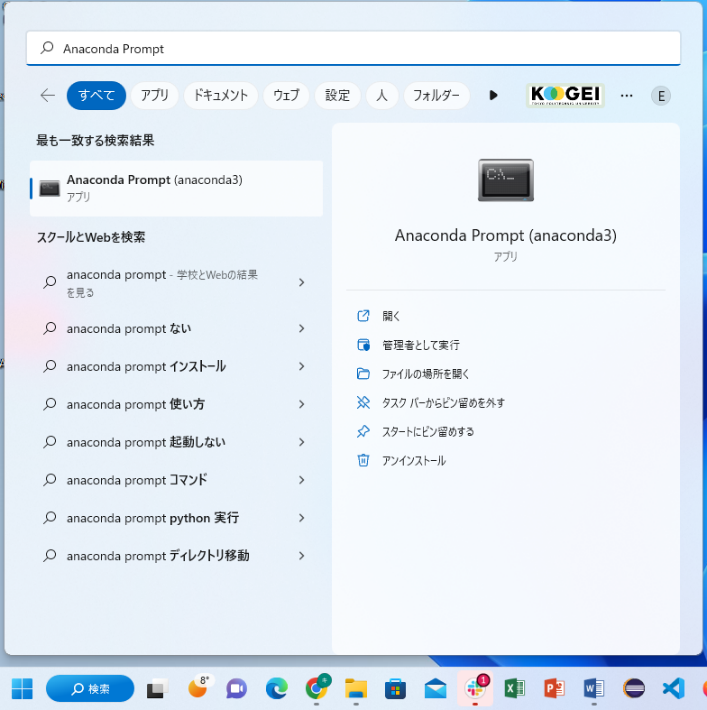 Anaconda Prompt
すべて アプリ ドキュメント ウェブ 設定 人 フォルダー KOGEI ... E
最も一致する検索結果
Anaconda Prompt (anaconda3)
アプリ
スクールとWebを検索
anaconda prompt - 学校とWebの結果
を見る
anaconda prompt ない
anaconda prompt インストール
anaconda prompt 使い方
anaconda prompt 起動しない
anaconda prompt コマンド
anaconda prompt python 実行
anaconda prompt ディレクトリ移動
C:\_
Anaconda Prompt (anaconda3)
アプリ
開く
管理者として実行
ファイルの場所を開く
タスク バーからピン留めを外す
スタートにピン留めする
アンインストール
検索 8° 1